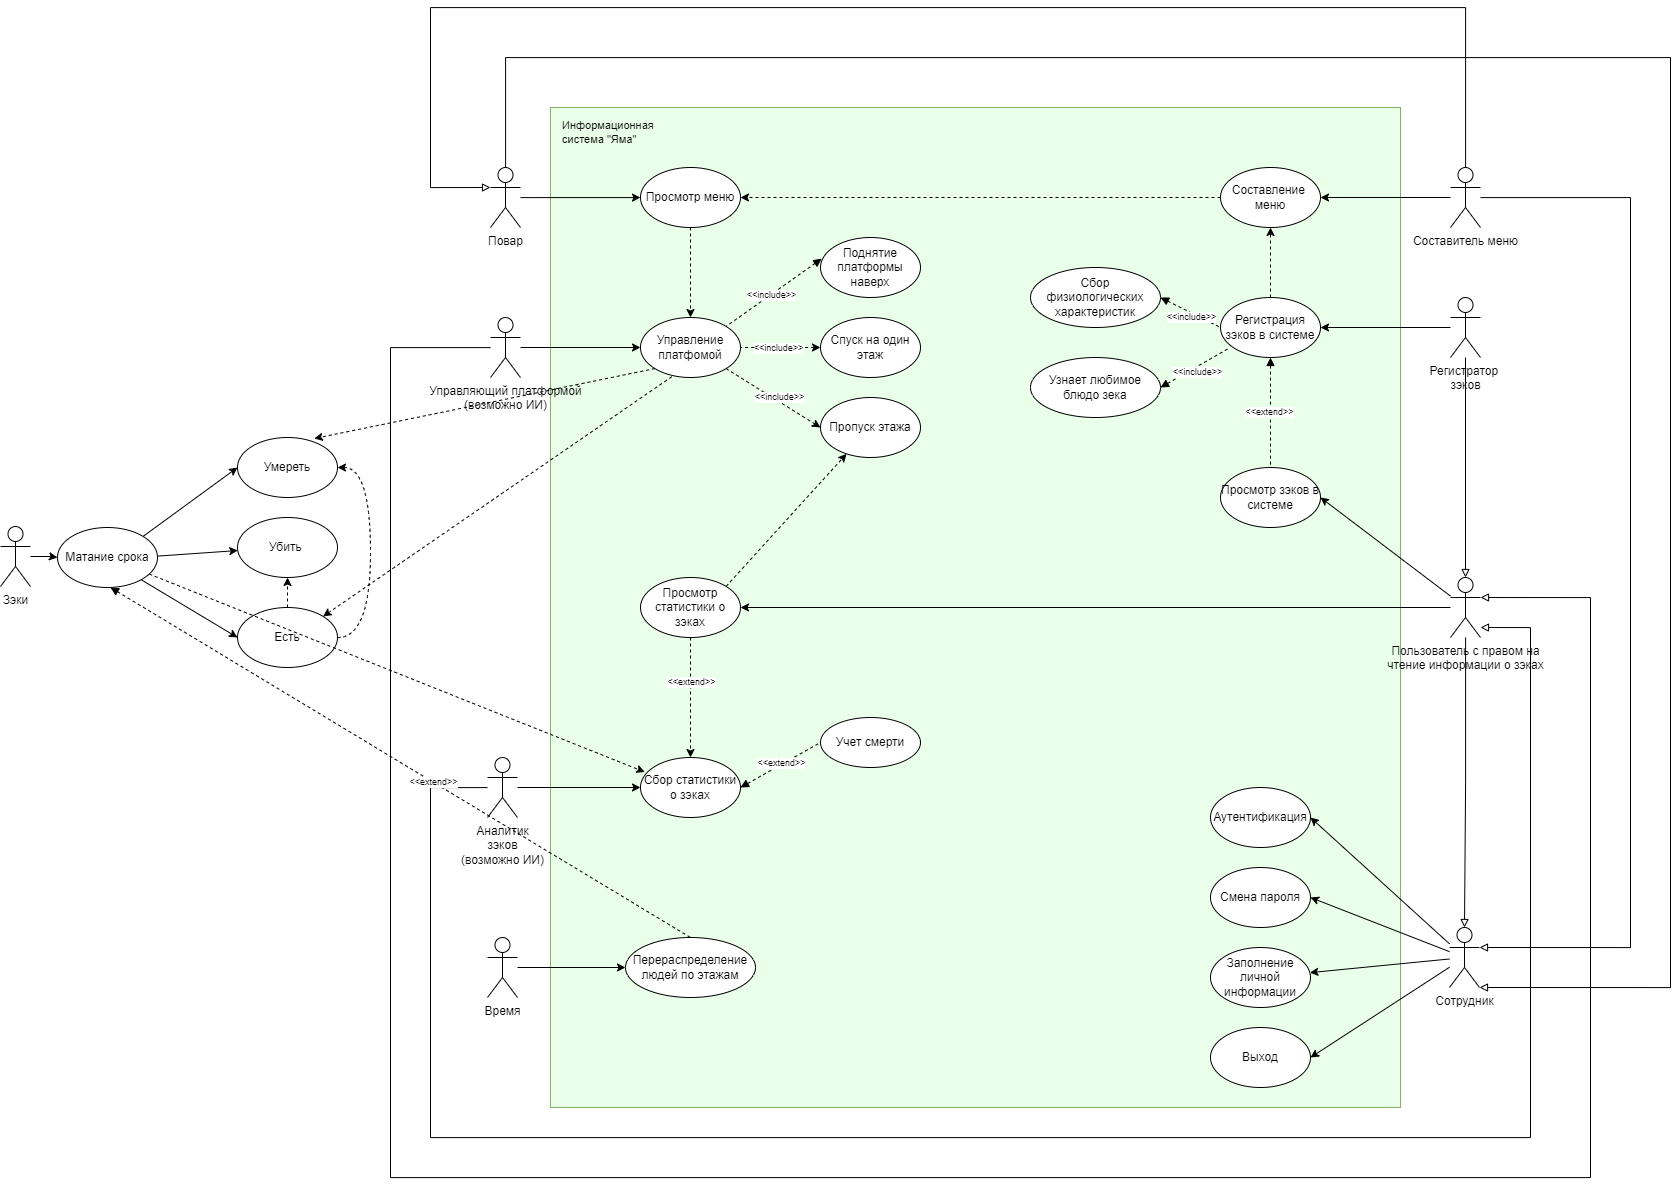 Информационная
система "Яма"
Просмотр меню
Составление
меню
Повар
Составитель меню
Поднятие
платформы
наверх
<<include>>
Сбор
физиологических
характеристик
<<include>>
Регистрация
зэков в системе
Управление
платфомой
<<include>>
Спуск на один
этаж
Регистратор
зэков
<<include>>
Узнает любимое
блюдо зека
Управляющий платформой
(возможно ИИ)
<<include>>
Пропуск этажа
<<extend>>
Умереть
Просмотр зэков в
системе
Убить
Матание срока
Зэки
Просмотр
статистики о
зэках
Есть
Пользователь с правом на
чтение информации о зэках
<<extend>>
Учет смерти
<<extend>>
<<extend>>
Сбор статистики
о зэках
Аналитик
зэков
(возможно ИИ)
Аутентификация
Смена пароля
Перераспределение
людей по этажам
Время
Заполнение
личной
информации
Сотрудник
Выход